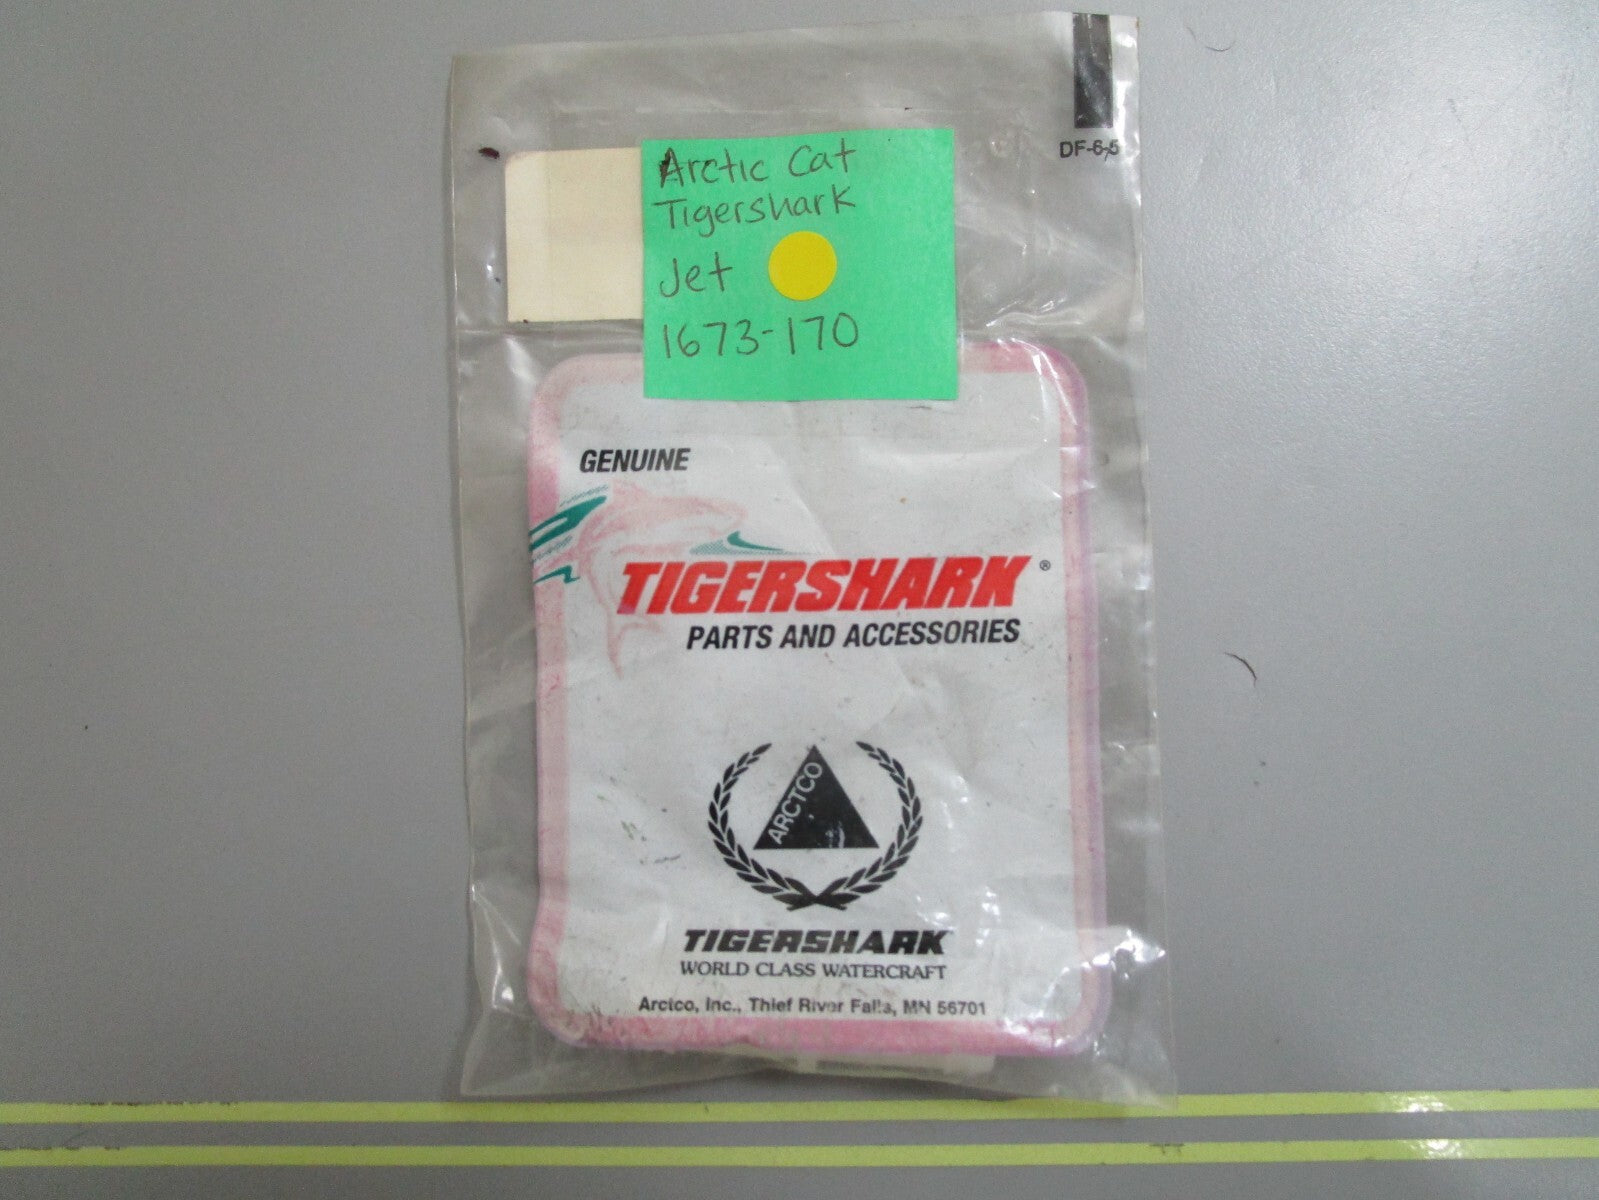 DF-6,5
Arctic Cat
Tigershark
Jet
1673-170
GENUINE
TIGERSHARK®
PARTS AND ACCESSORIES
ARCTCO
TIGERSHARK
WORLD CLASS WATERCRAFT
Arctco, Inc., Thief River Falls, MN 56701